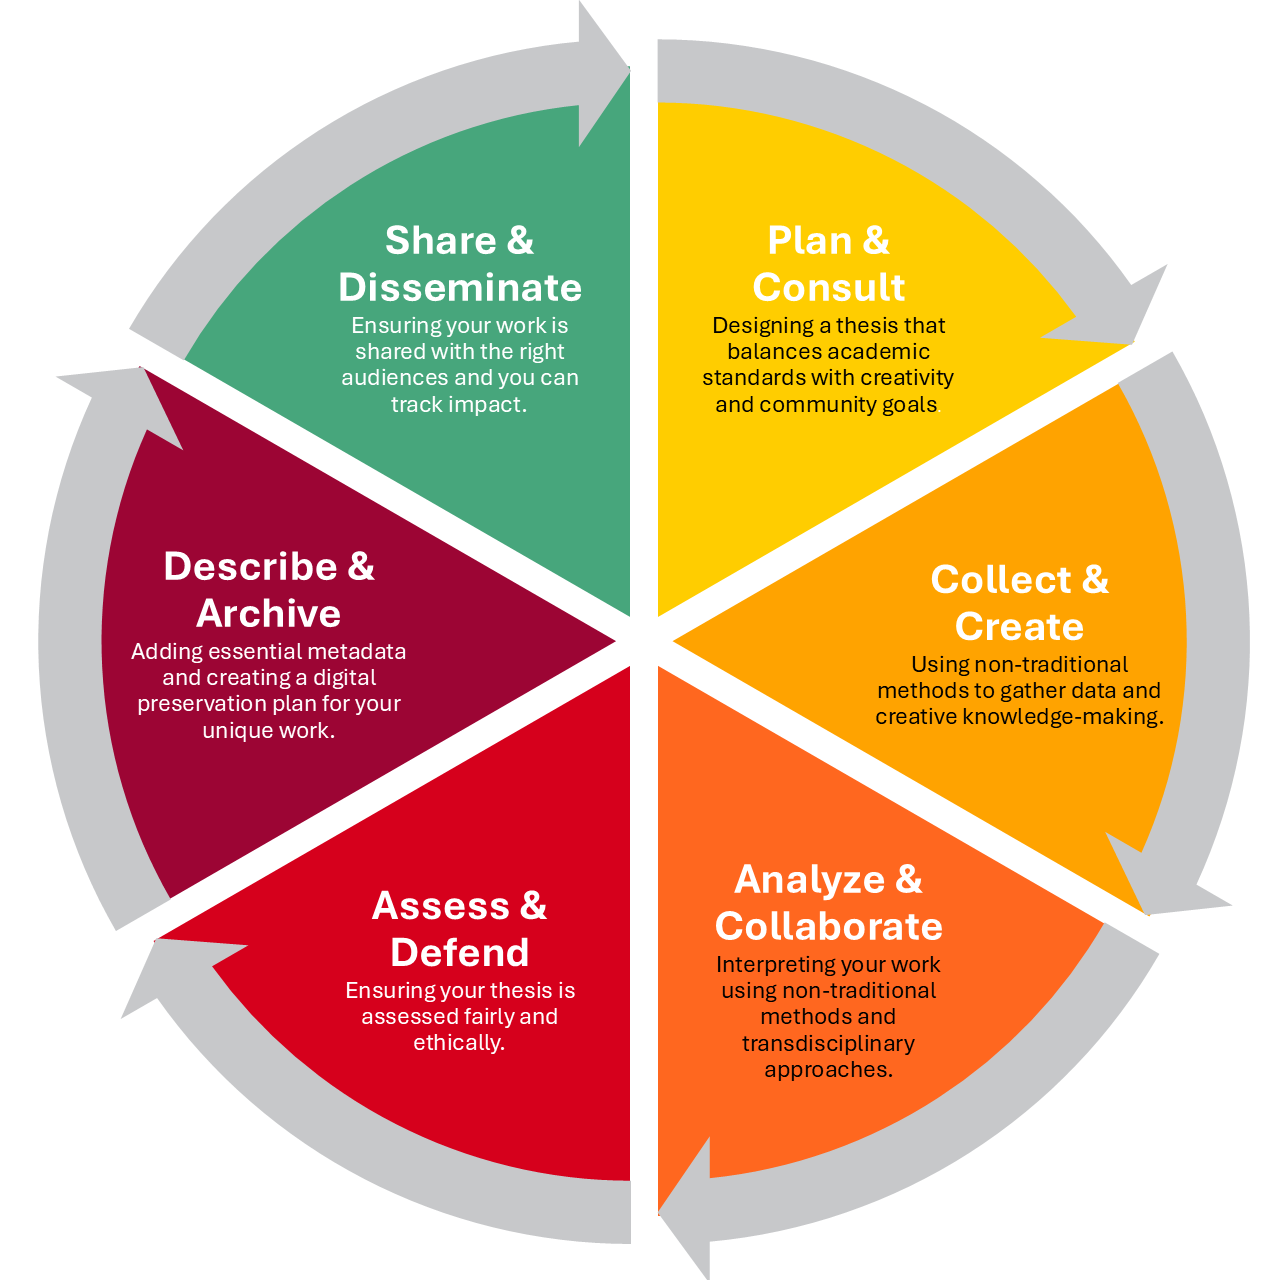 Plan &
Consult
Designing a thesis that
balances academic
standards with creativity
and community goals.
Collect &
Create
Using non-traditional
methods to gather data and
creative knowledge-making.
Analyze &
Collaborate
Interpreting your work
using non-traditional
methods and
transdisciplinary
approaches.
Assess &
Defend
Ensuring your thesis is
assessed fairly and
ethically.
Describe &
Archive
Adding essential metadata
and creating a digital
preservation plan for your
unique work.
Share &
Disseminate
Ensuring your work is
shared with the right
audiences and you can
track impact.